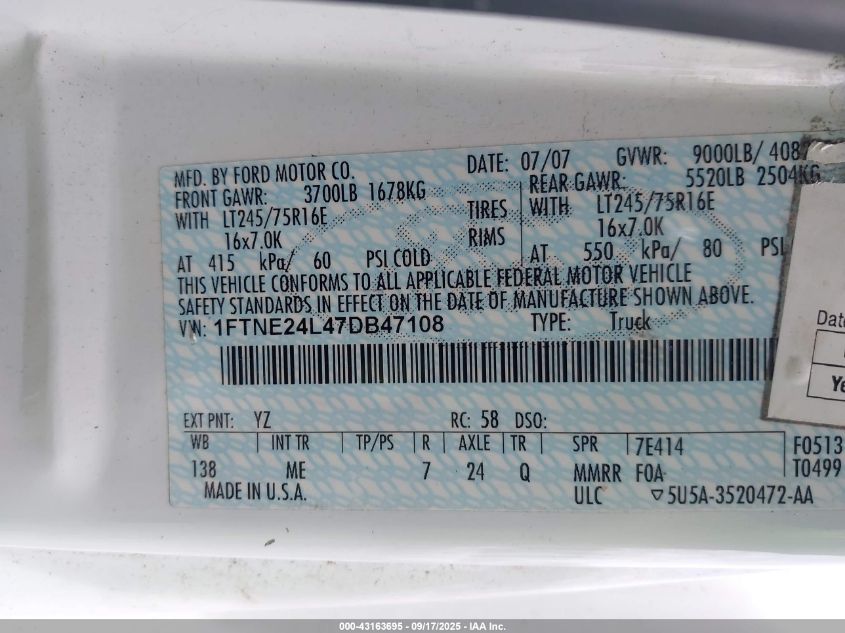 MFD. BY FORD MOTOR CO. DATE: 07/07 GVWR: 9000LB/ 408
FRONT GAWR: 3700LB 1678KG REAR GAWR: 5520LB 2504KG
WITH LT245/75R16E TIRES WITH LT245/75R16E
16x7.0K RIMS 16x7.0K
AT 415 kPa/ 60 PSI COLD AT 550 kPa/ 80 PSI
THIS VEHICLE CONFORMS TO ALL APPLICABLE FEDERAL MOTOR VEHICLE
SAFETY STANDARDS IN EFFECT ON THE DATE OF MANUFACTURE SHOWN ABOVE.
VIN: 1FTNE24L47DB47108 TYPE: Truck
EXT PNT: YZ RC: 58 DSO:
WB INT TR TP/PS R AXLE TR SPR 7E414 F0513
138 ME 7 24 Q MMRR FOA T0499
MADE IN U.S.A. ULC ▽5U5A-3520472-AA
Dat
Ye
000-43163695 - 09/17/2025 - IAA Inc.